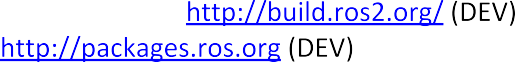 http://build.ros2.org/ (DEV)
http://packages.ros.org (DEV)